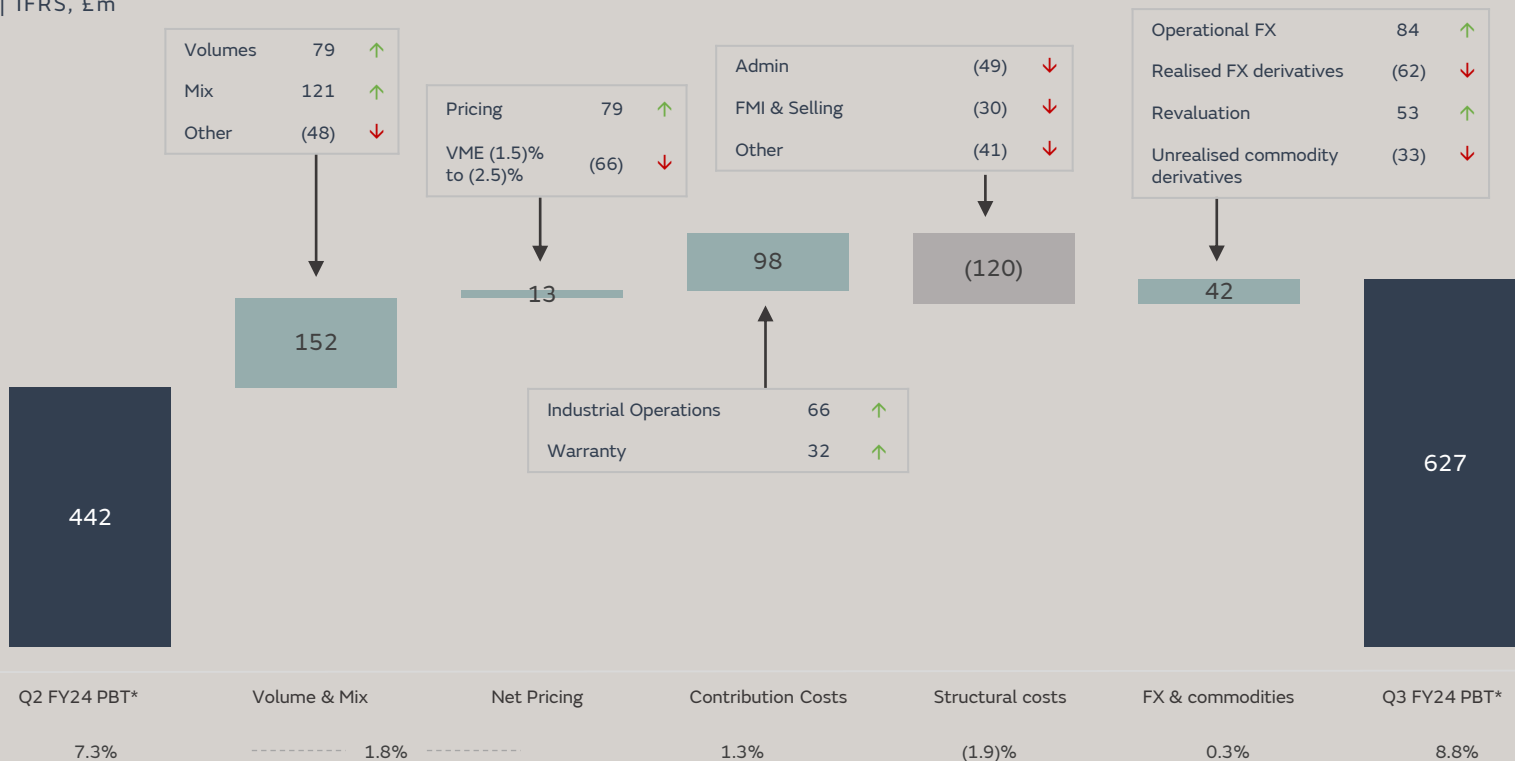 | IFRS, £m
Volumes 79 ↑
Mix 121 ↑
Other (48) ↓
Pricing 79 ↑
VME (1.5)%
to (2.5)% (66) ↓
Admin (49) ↓
FMI & Selling (30) ↓
Other (41) ↓
Operational FX 84 ↑
Realised FX derivatives (62) ↓
Revaluation 53 ↑
Unrealised commodity
derivatives (33) ↓
442
152
13
98
(120)
42
627
Industrial Operations 66 ↑
Warranty 32 ↑
Q2 FY24 PBT* Volume & Mix Net Pricing Contribution Costs Structural costs FX & commodities Q3 FY24 PBT*
7.3% 1.8% 1.3% (1.9)% 0.3% 8.8%